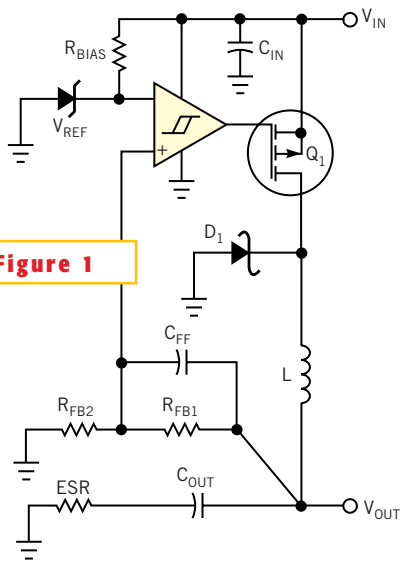 V_IN
R_BIAS
C_IN
V_REF
+
Q_1
D_1
Figure 1
C_FF
L
R_FB2
R_FB1
ESR
C_OUT
V_OUT